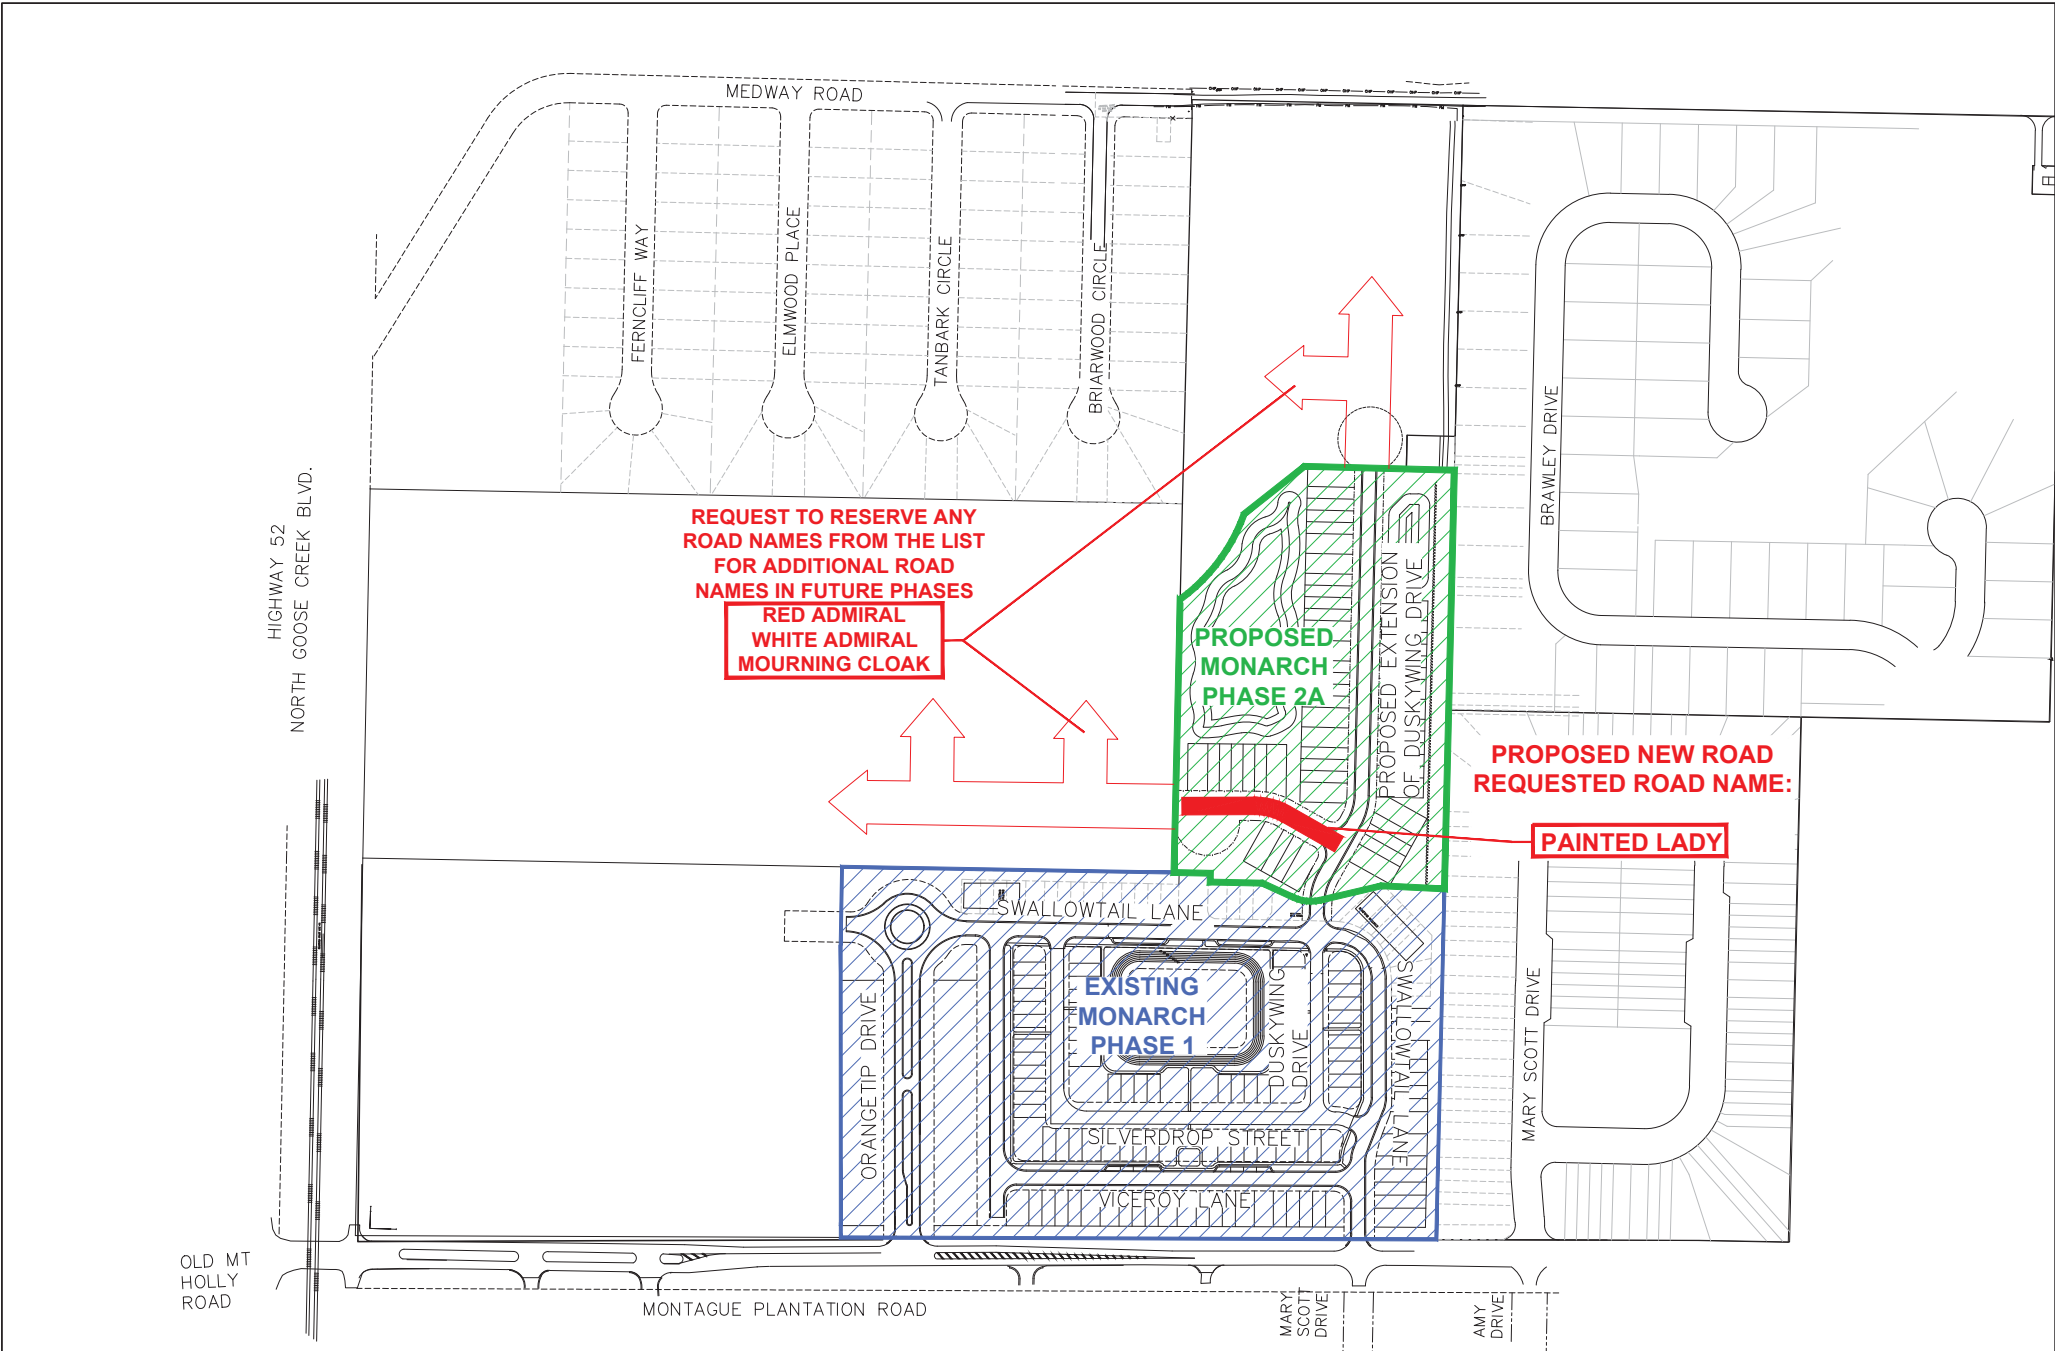 MEDWAY ROAD
FERNCLIFF WAY
ELMWOOD PLACE
TANBARK CIRCLE
BRIARWOOD CIRCLE
BRAWLEY DRIVE
HIGHWAY 52
NORTH GOOSE CREEK BLVD.
REQUEST TO RESERVE ANY
ROAD NAMES FROM THE LIST
FOR ADDITIONAL ROAD
NAMES IN FUTURE PHASES
RED ADMIRAL
WHITE ADMIRAL
MOURNING CLOAK
PROPOSED
MONARCH
PHASE 2A
PROPOSED EXTENSION
OF DUSKYWING DRIVE
PROPOSED NEW ROAD
REQUESTED ROAD NAME:
PAINTED LADY
SWALLOWTAIL LANE
EXISTING
MONARCH
PHASE 1
DUSKYWING
DRIVE
SWALLOWTAIL LANE
ORANGETIP DRIVE
SILVERDROP STREET
VICEROY LANE
MARY SCOTT DRIVE
OLD MT
HOLLY
ROAD
MONTAGUE PLANTATION ROAD
MARY
SCOTT
DRIVE
AMY
DRIVE